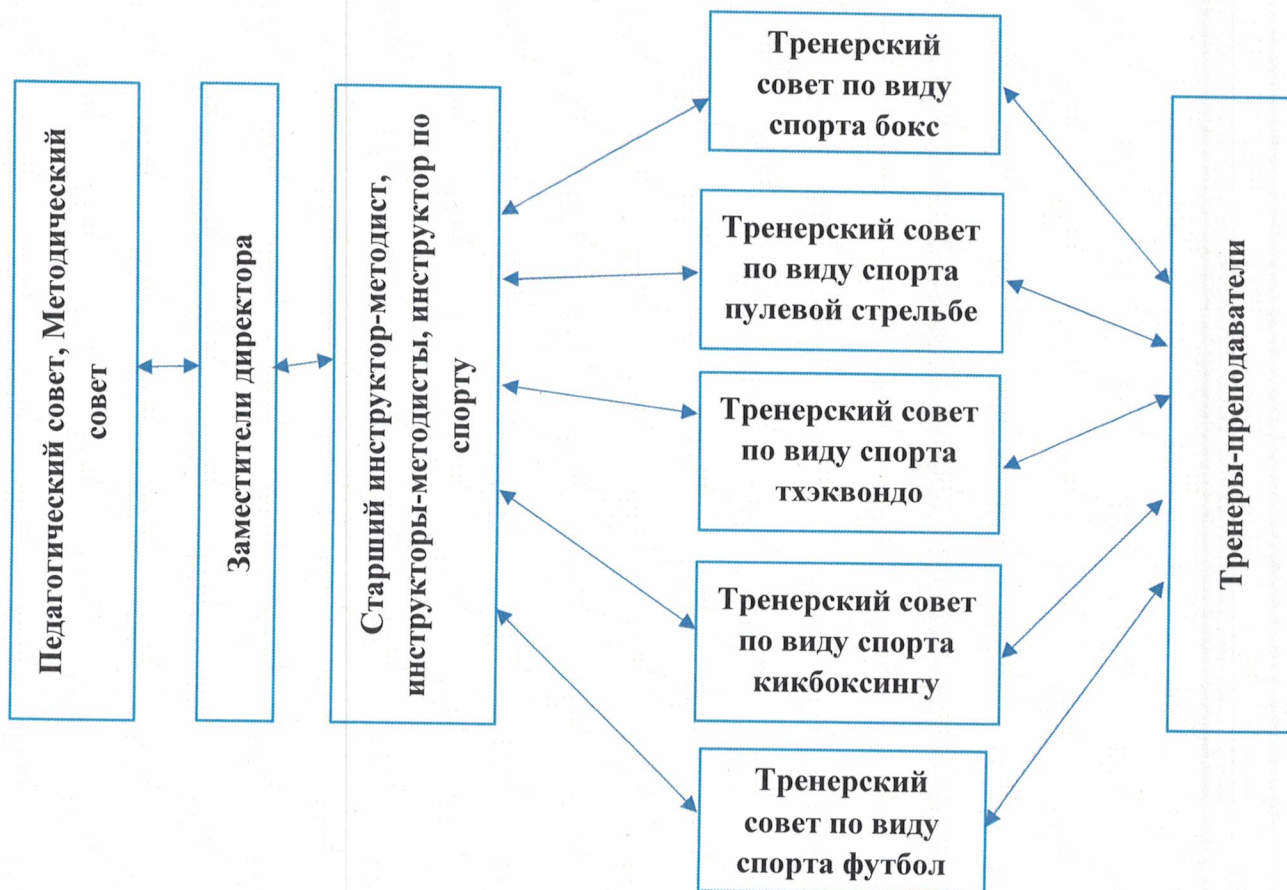 Педагогический совет, Методический
совет
Заместители директора
Старший инструктор-методист,
инструкторы-методисты, инструктор по
спорту
Тренерский
совет по виду
спорта бокс
Тренерский совет
по виду спорта
пулевой стрельбе
Тренерский совет
по виду спорта
тхэквондо
Тренерский совет
по виду спорта
кикбоксингу
Тренерский
совет по виду
спорта футбол
Тренеры-преподаватели